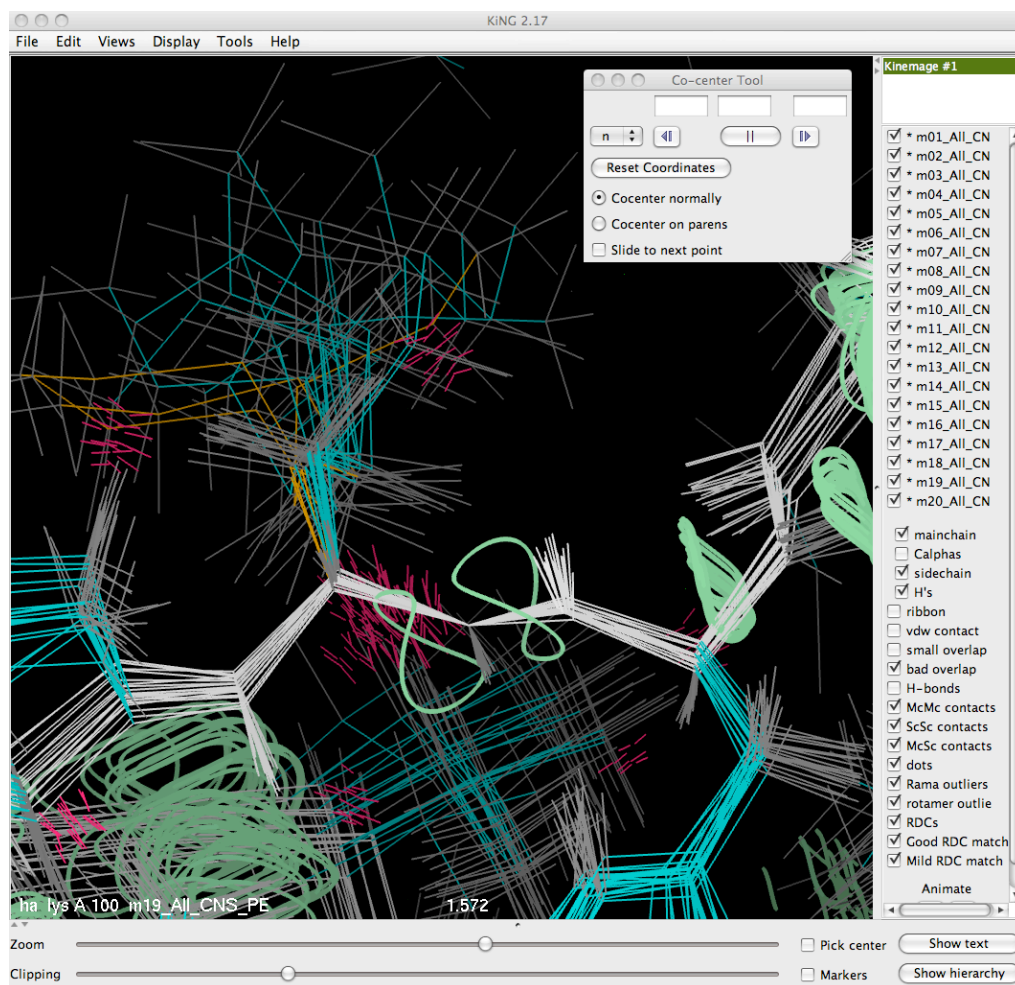 KiNG 2.17
File Edit Views Display Tools Help
Co-center Tool
n
Reset Coordinates
Cocenter normally
Cocenter on parens
Slide to next point
Kinemage #1
* m01_All_CN
* m02_All_CN
* m03_All_CN
* m04_All_CN
* m05_All_CN
* m06_All_CN
* m07_All_CN
* m08_All_CN
* m09_All_CN
* m10_All_CN
* m11_All_CN
* m12_All_CN
* m13_All_CN
* m14_All_CN
* m15_All_CN
* m16_All_CN
* m17_All_CN
* m18_All_CN
* m19_All_CN
* m20_All_CN
mainchain
Calphas
sidechain
H's
ribbon
vdw contact
small overlap
bad overlap
H-bonds
McMc contacts
ScSc contacts
McSc contacts
dots
Rama outliers
rotamer outlie
RDCs
Good RDC match
Mild RDC match
Animate
ha lys A 100 m19_All_CNS_PE 1.572
Zoom
Pick center
Show text
Clipping
Markers
Show hierarchy